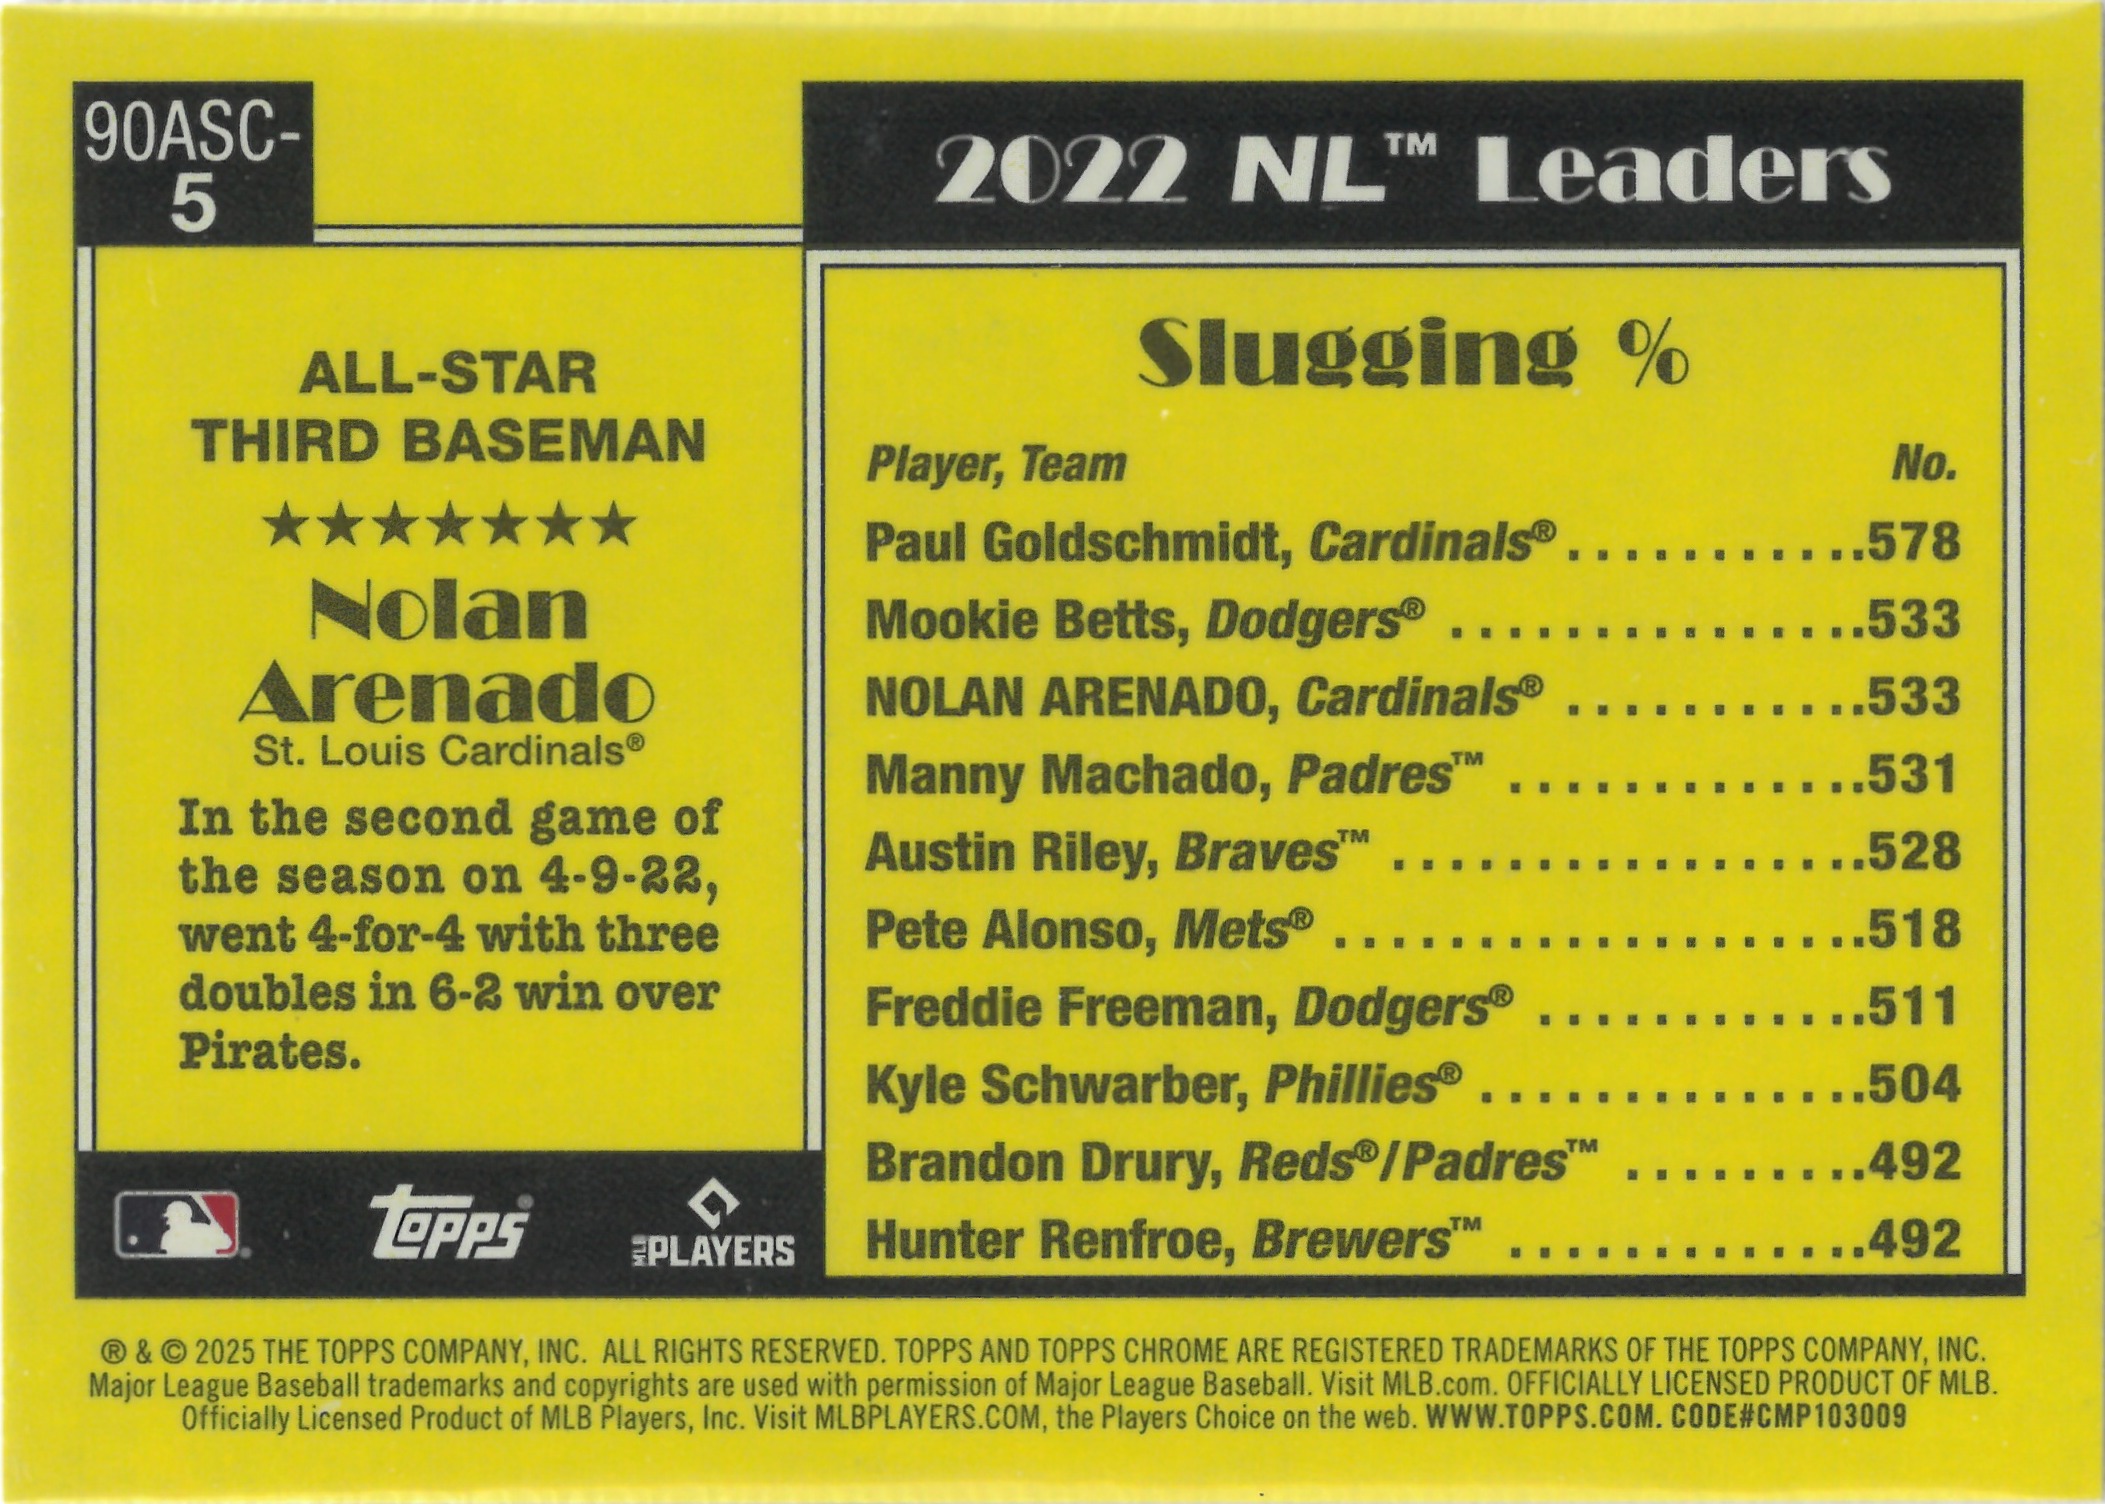 90ASC-
5
ALL-STAR
THIRD BASEMAN
★★★★★★★
Nolan
Arenado
St. Louis Cardinals®
In the second game of
the season on 4-9-22,
went 4-for-4 with three
doubles in 6-2 win over
Pirates.
Topps®
MLB PLAYERS
2022 NL™ Leaders
Slugging %
Player, Team No.
Paul Goldschmidt, Cardinals® . . . . . . . . . . .578
Mookie Betts, Dodgers® . . . . . . . . . . . . . . .533
NOLAN ARENADO, Cardinals® . . . . . . . . . . .533
Manny Machado, Padres™ . . . . . . . . . . . . .531
Austin Riley, Braves™ . . . . . . . . . . . . . . . . .528
Pete Alonso, Mets® . . . . . . . . . . . . . . . . . . .518
Freddie Freeman, Dodgers® . . . . . . . . . . . .511
Kyle Schwarber, Phillies® . . . . . . . . . . . . . .504
Brandon Drury, Reds®/Padres™ . . . . . . . . .492
Hunter Renfroe, Brewers™ . . . . . . . . . . . . .492
® & © 2025 THE TOPPS COMPANY, INC. ALL RIGHTS RESERVED. TOPPS AND TOPPS CHROME ARE REGISTERED TRADEMARKS OF THE TOPPS COMPANY, INC.
Major League Baseball trademarks and copyrights are used with permission of Major League Baseball. Visit MLB.com. OFFICIALLY LICENSED PRODUCT OF MLB.
Officially Licensed Product of MLB Players, Inc. Visit MLBPLAYERS.COM, the Players Choice on the web. WWW.TOPPS.COM. CODE#CMP103009